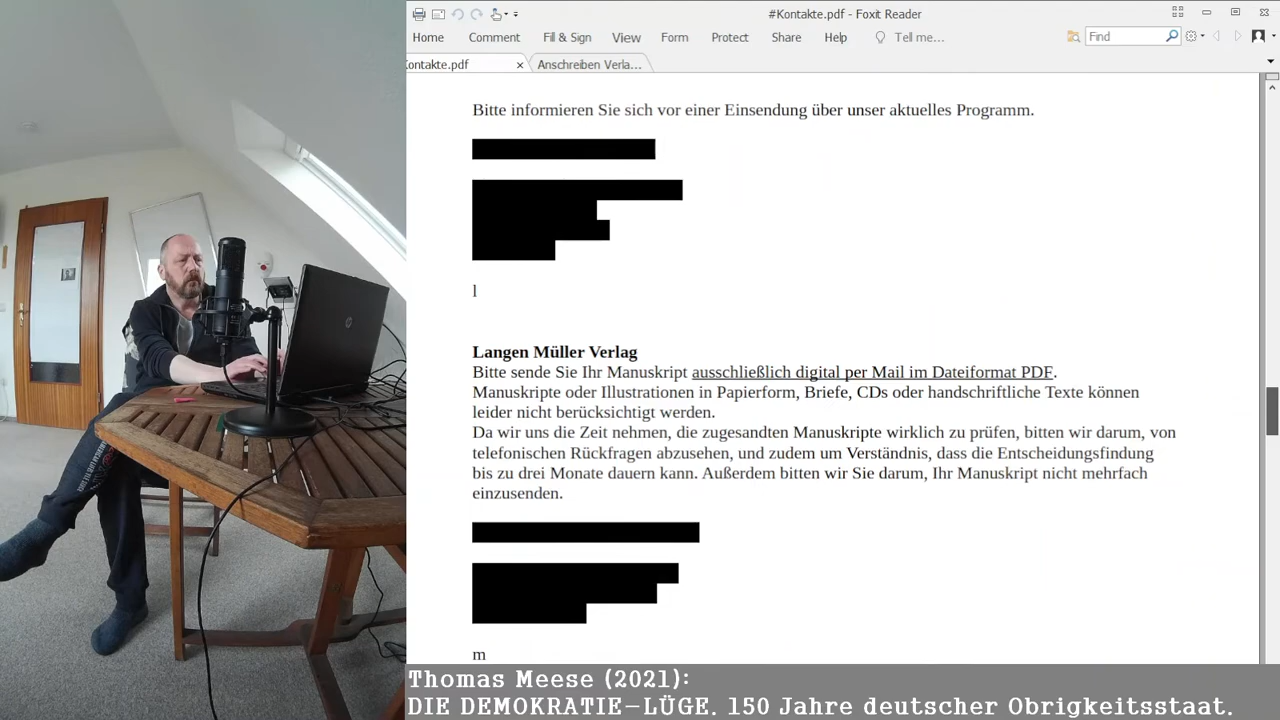 #Kontakte.pdf - Foxit Reader
Home Comment Fill & Sign View Form Protect Share Help Tell me... Find
ontakte.pdf × Anschreiben Verla...
Bitte informieren Sie sich vor einer Einsendung über unser aktuelles Programm.
l
Langen Müller Verlag
Bitte sende Sie Ihr Manuskript ausschließlich digital per Mail im Dateiformat PDF.
Manuskripte oder Illustrationen in Papierform, Briefe, CDs oder handschriftliche Texte können
leider nicht berücksichtigt werden.
Da wir uns die Zeit nehmen, die zugesandten Manuskripte wirklich zu prüfen, bitten wir darum, von
telefonischen Rückfragen abzusehen, und zudem um Verständnis, dass die Entscheidungsfindung
bis zu drei Monate dauern kann. Außerdem bitten wir Sie darum, Ihr Manuskript nicht mehrfach
einzusenden.
m
Thomas Meese (2021):
DIE DEMOKRATIE-LÜGE. 150 Jahre deutscher Obrigkeitsstaat.